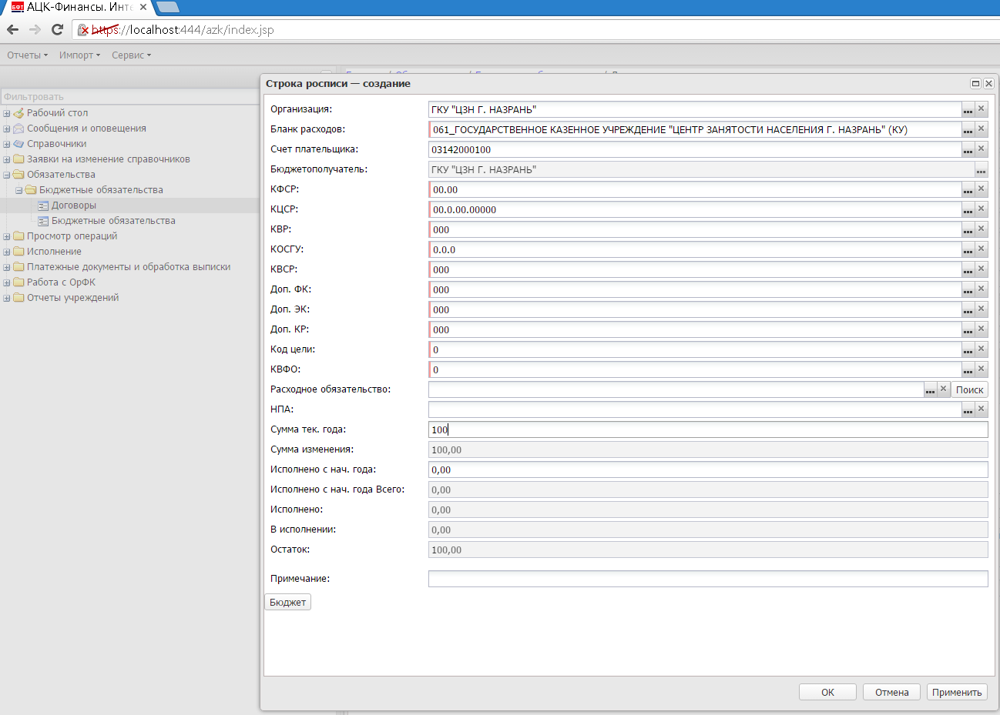 БФТ АЦК-Финансы. Инте
https://localhost:444/azk/index.jsp
Отчеты Импорт Сервис
Фильтровать
Рабочий стол
Сообщения и оповещения
Справочники
Заявки на изменение справочников
Обязательства
Бюджетные обязательства
Договоры
Бюджетные обязательства
Просмотр операций
Исполнение
Платежные документы и обработка выписки
Работа с ОрФК
Отчеты учреждений
Строка росписи — создание
Организация: ГКУ "ЦЗН Г. НАЗРАНЬ"
Бланк расходов: 061_ГОСУДАРСТВЕННОЕ КАЗЕННОЕ УЧРЕЖДЕНИЕ "ЦЕНТР ЗАНЯТОСТИ НАСЕЛЕНИЯ Г. НАЗРАНЬ" (КУ)
Счет плательщика: 03142000100
Бюджетополучатель: ГКУ "ЦЗН Г. НАЗРАНЬ"
КФСР: 00.00
КЦСР: 00.0.00.00000
КВР: 000
КОСГУ: 0.0.0
КВСР: 000
Доп. ФК: 000
Доп. ЭК: 000
Доп. КР: 000
Код цели: 0
КВФО: 0
Расходное обязательство: Поиск
НПА:
Сумма тек. года: 100
Сумма изменения: 100,00
Исполнено с нач. года: 0,00
Исполнено с нач. года Всего: 0,00
Исполнено: 0,00
В исполнении: 0,00
Остаток: 100,00
Примечание:
Бюджет
ОК Отмена Применить